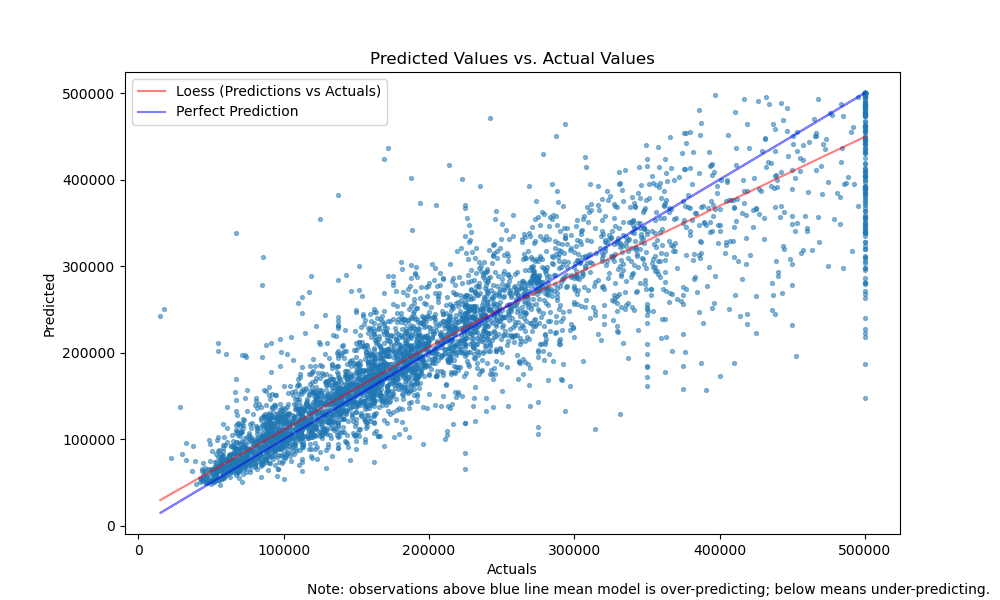 Predicted Values vs. Actual Values
Loess (Predictions vs Actuals)
Perfect Prediction
500000
400000
300000
200000
100000
0
Predicted
0 100000 200000 300000 400000 500000
Actuals
Note: observations above blue line mean model is over-predicting; below means under-predicting.